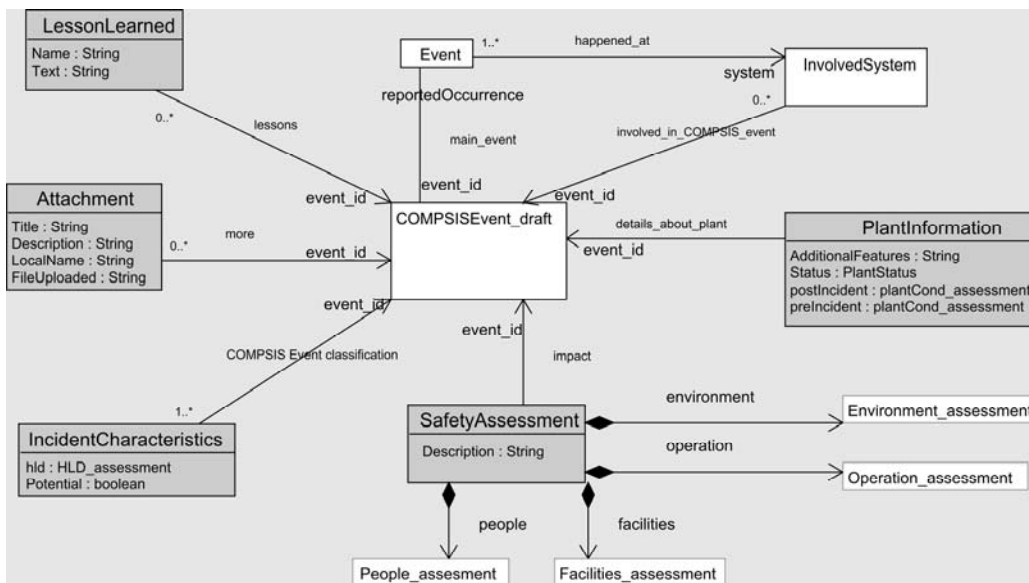 LessonLearned
Name : String
Text : String
0..*
lessons
Event
1..*
happened_at
system
InvolvedSystem
0..*
reportedOccurrence
main_event
involved_in_COMPSIS_event
event_id
event_id
event_id
Attachment
Title : String
Description : String
LocalName : String
FileUploaded : String
0..*
more
event_id
COMPSISEvent_draft
details_about_plant
event_id
PlantInformation
AdditionalFeatures : String
Status : PlantStatus
postIncident : plantCond_assessment
preIncident : plantCond_assessment
event_id
COMPSIS Event classification
1..*
event_id
impact
IncidentCharacteristics
hld : HLD_assessment
Potential : boolean
SafetyAssessment
Description : String
environment
Environment_assessment
operation
Operation_assessment
people
People_assesment
facilities
Facilities_assessment